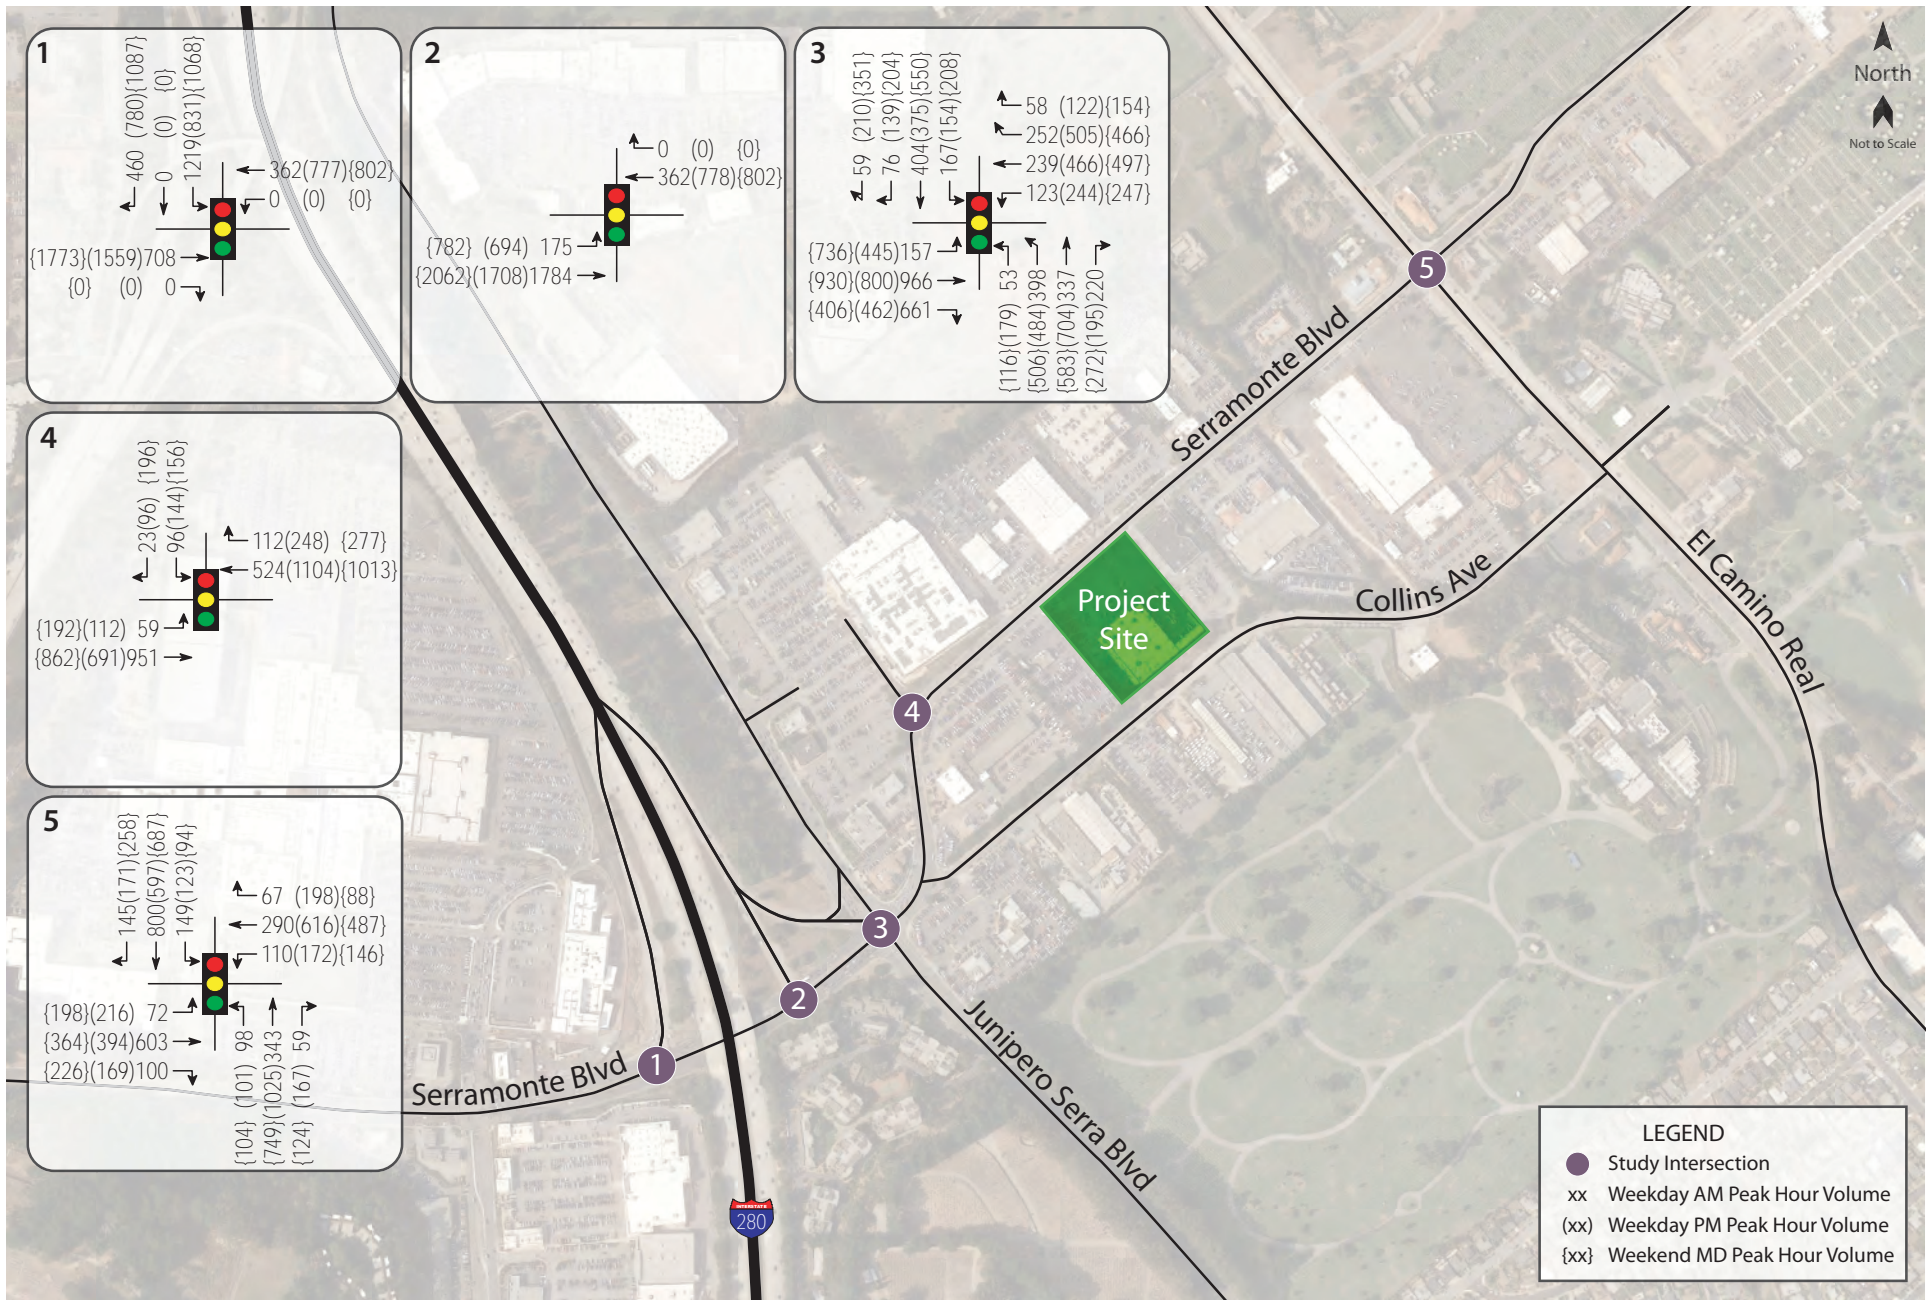 1
460 (780){1087}
0 (0) {0}
1219(831){1068}
362(777){802}
0 (0) {0}
{1773}(1559)708
{0} (0) 0
2
0 (0) {0}
362(778){802}
{782} (694) 175
{2062}(1708)1784
3
59 (210){351}
76 (139){204}
404(375){550}
167(154){208}
58 (122){154}
252(505){466}
239(466){497}
123(244){247}
{736}(445)157
{930}(800)966
{406}(462)661
{116}(179) 53
{506}(484)398
{583}(704)337
{272}(195)220
4
23(96) {196}
96(144){156}
112(248) {277}
524(1104){1013}
{192}(112) 59
{862}(691)951
5
145(171){258}
800(597){687}
149(123){94}
67 (198){88}
290(616){487}
110(172){146}
{198}(216) 72
{364}(394)603
{226}(169)100
{104} (101) 98
{749}(1025)343
{124} (167) 59
North
Not to Scale
5
Serramonte Blvd
El Camino Real
Collins Ave
Project
Site
4
3
2
1
Serramonte Blvd
Junipero Serra Blvd
INTERSTATE
280
LEGEND
Study Intersection
xx Weekday AM Peak Hour Volume
(xx) Weekday PM Peak Hour Volume
{xx} Weekend MD Peak Hour Volume